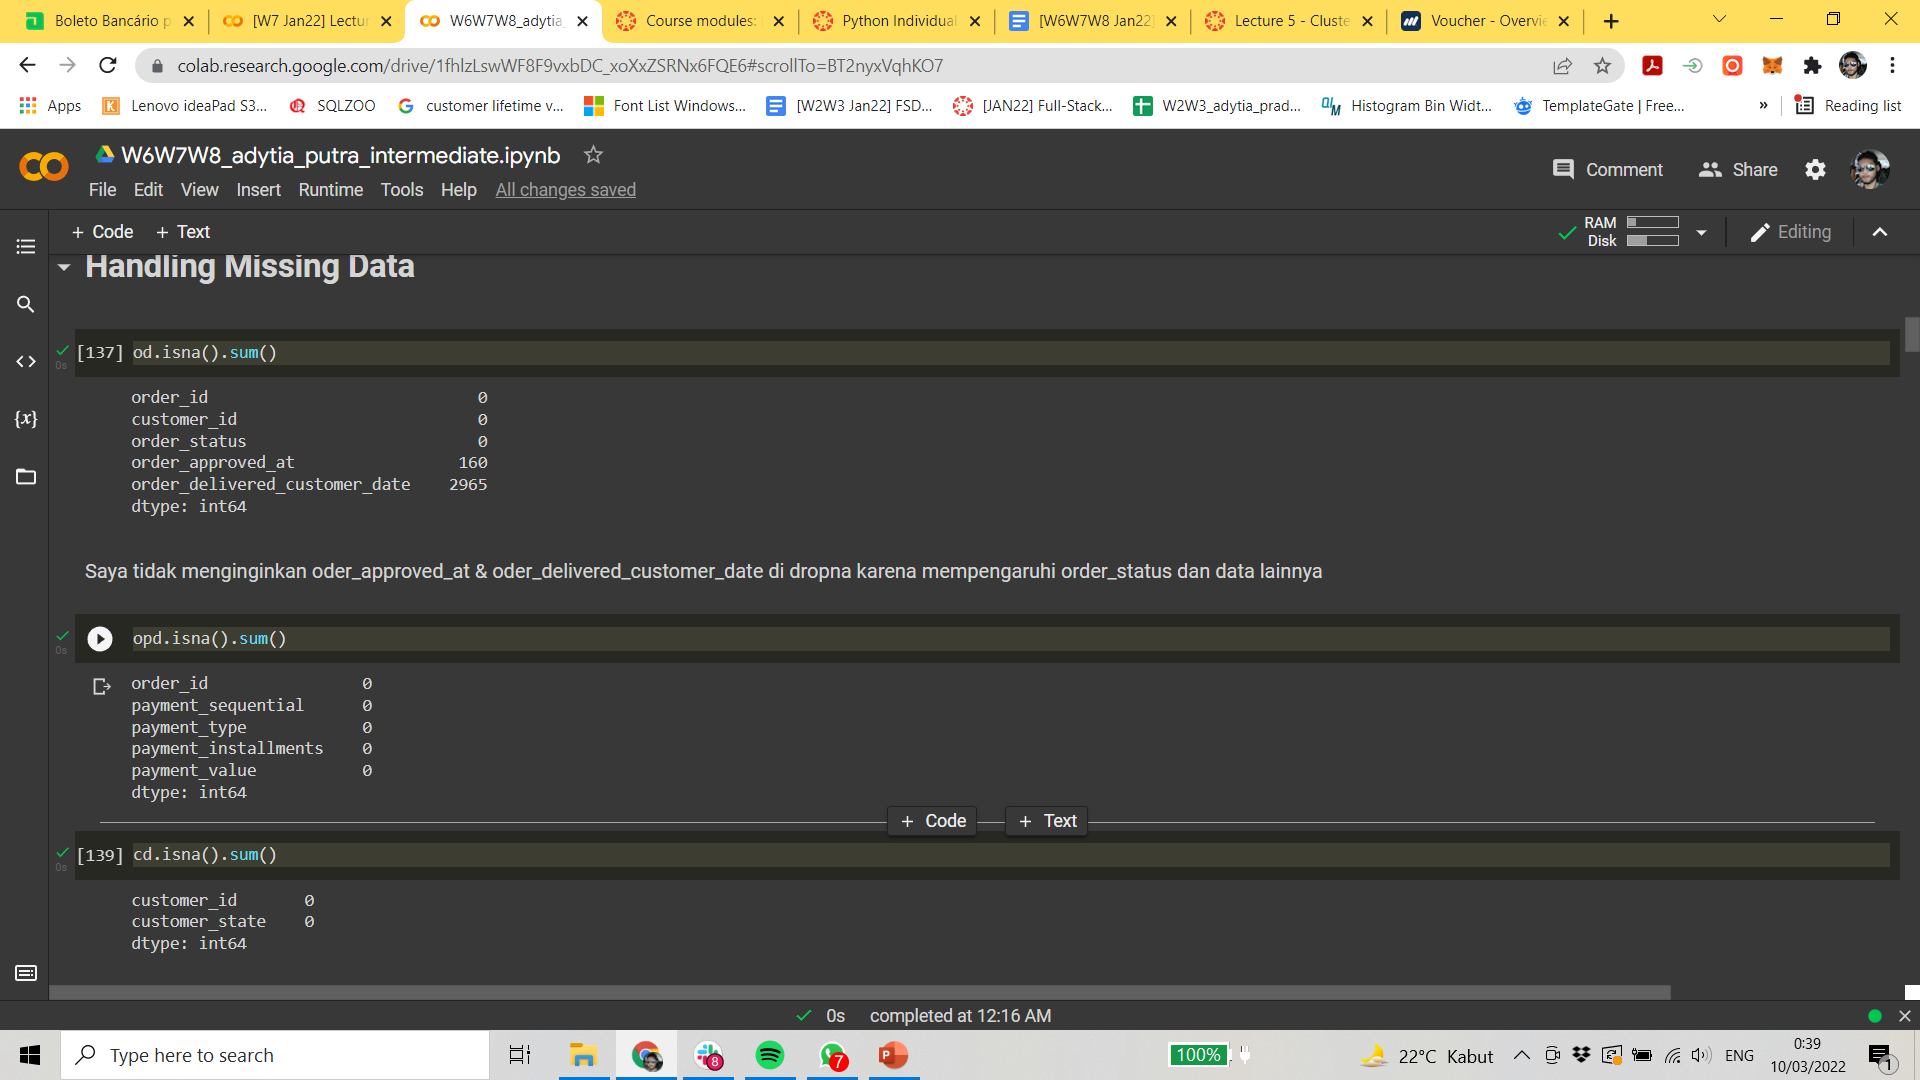 Boleto Bancário p
[W7 Jan22] Lectur
W6W7W8_adytia_
Course modules:
Python Individual
[W6W7W8 Jan22]
Lecture 5 - Cluste
Voucher - Overvie
colab.research.google.com/drive/1fhlzLswWF8F9vxbDC_xoXxZSRNx6FQE6#scrollTo=BT2nyxVqhKO7
Apps
Lenovo ideaPad S3...
SQLZOO
customer lifetime v...
Font List Windows...
[W2W3 Jan22] FSD...
[JAN22] Full-Stack...
W2W3_adytia_prad...
Histogram Bin Widt...
TemplateGate | Free...
»
Reading list
W6W7W8_adytia_putra_intermediate.ipynb
Comment
Share
File Edit View Insert Runtime Tools Help All changes saved
+ Code + Text
RAM
Disk
Editing
Handling Missing Data
[137] od.isna().sum()
0s
order_id 0
customer_id 0
order_status 0
order_approved_at 160
order_delivered_customer_date 2965
dtype: int64
Saya tidak menginginkan oder_approved_at & oder_delivered_customer_date di dropna karena mempengaruhi order_status dan data lainnya
opd.isna().sum()
0s
order_id 0
payment_sequential 0
payment_type 0
payment_installments 0
payment_value 0
dtype: int64
+ Code + Text
[139] cd.isna().sum()
0s
customer_id 0
customer_state 0
dtype: int64
{x}
0s completed at 12:16 AM
Type here to search
8
7
100%
22°C Kabut
ENG
0:39
10/03/2022
1